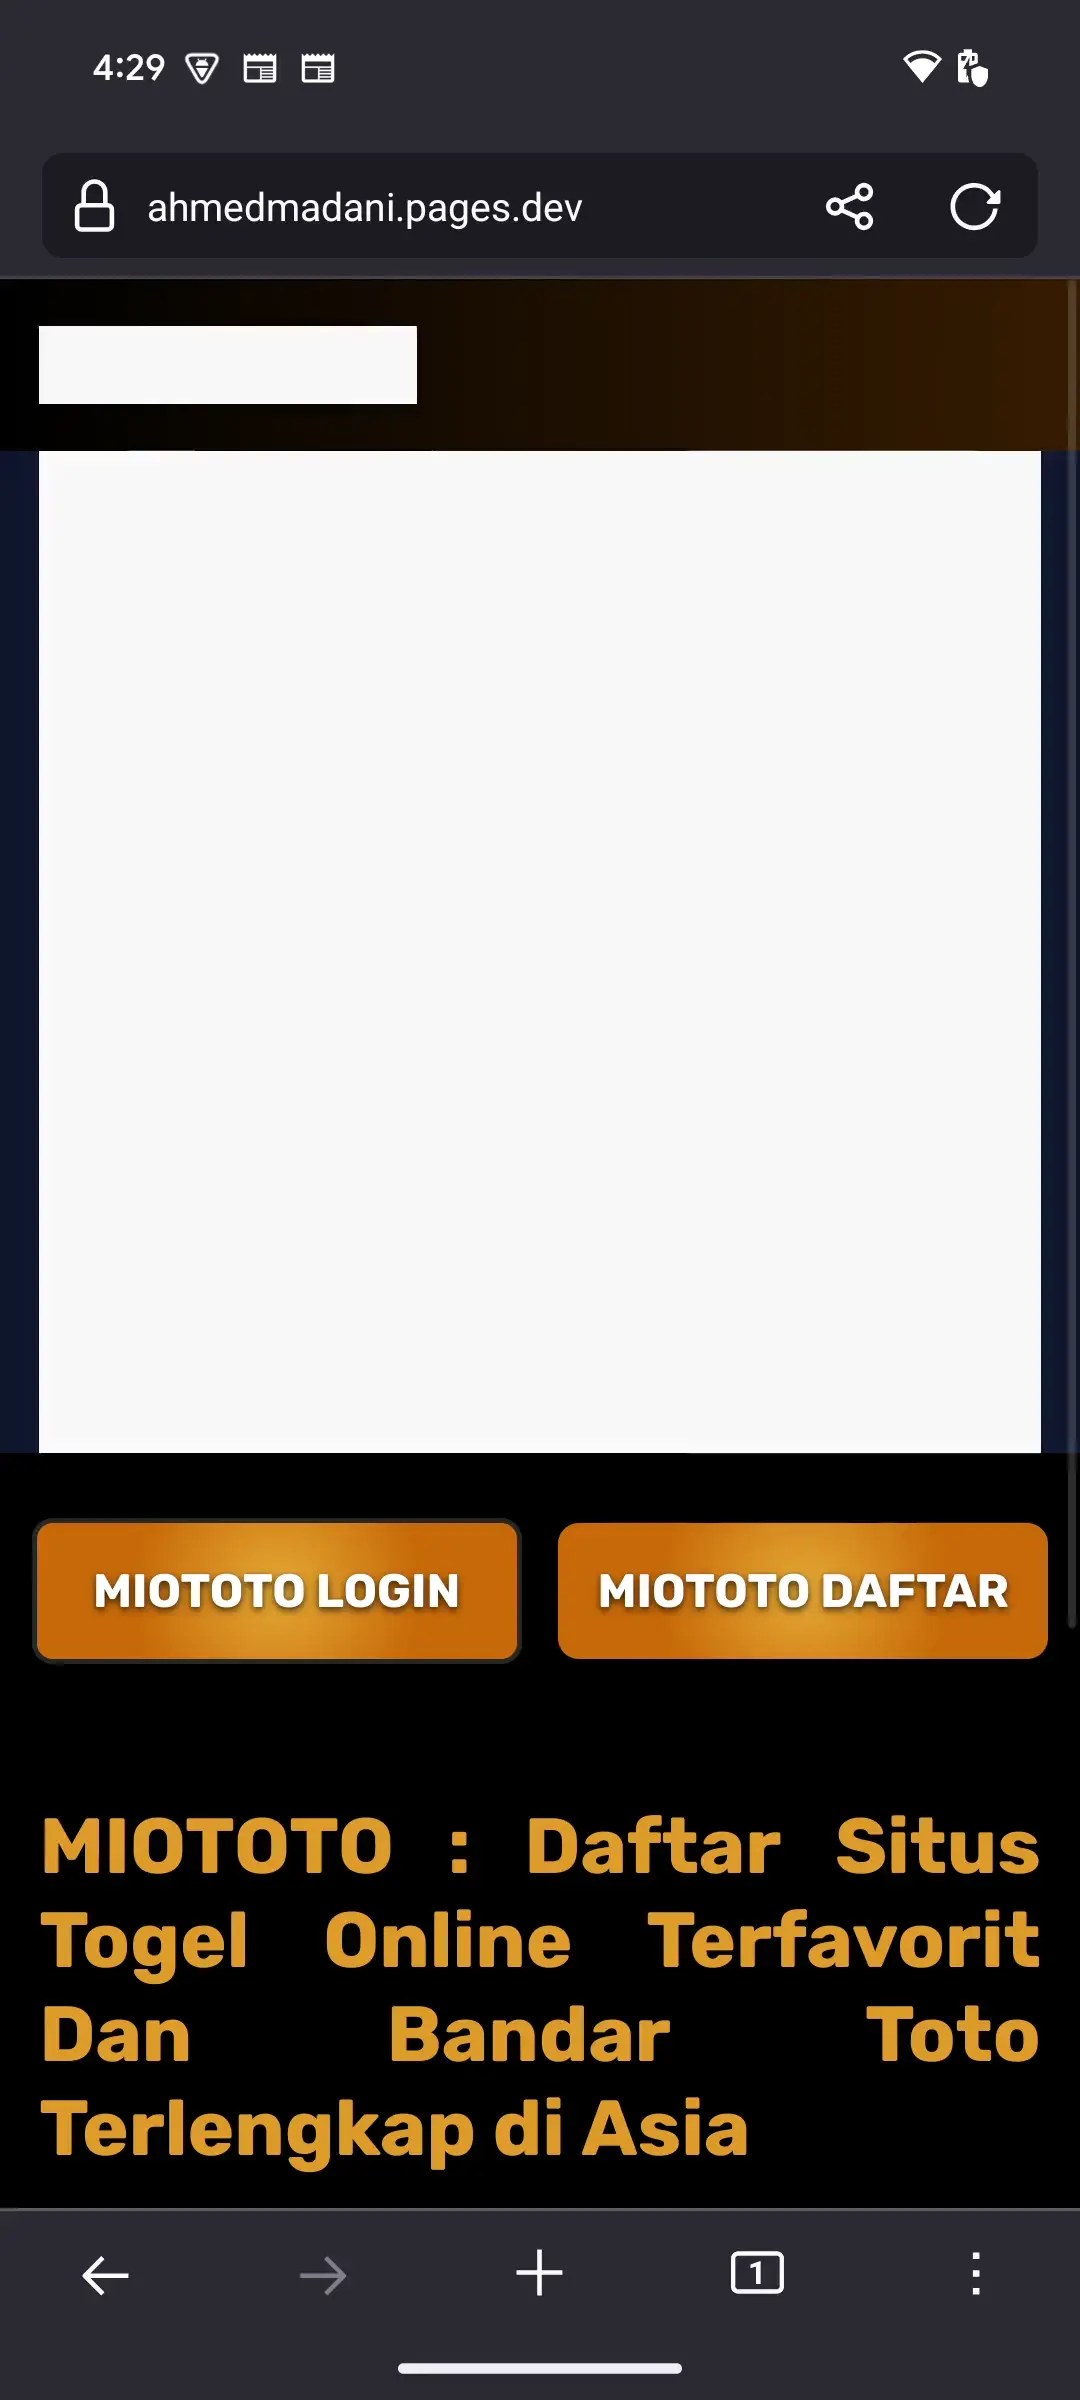 4:29
ahmedmadani.pages.dev
MIOTOTO LOGIN
MIOTOTO DAFTAR
MIOTOTO : Daftar Situs
Togel Online Terfavorit
Dan Bandar Toto
Terlengkap di Asia
1